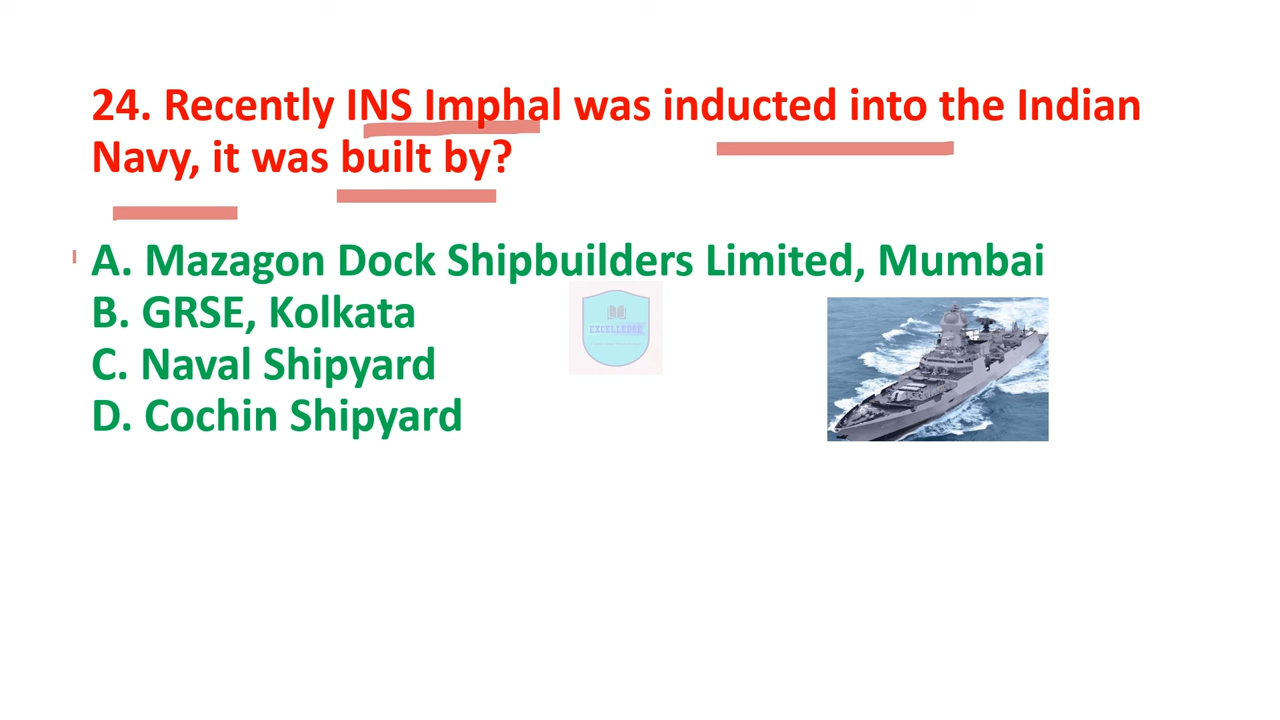 24. Recently INS Imphal was inducted into the Indian
Navy, it was built by?
A. Mazagon Dock Shipbuilders Limited, Mumbai
B. GRSE, Kolkata
C. Naval Shipyard
D. Cochin Shipyard